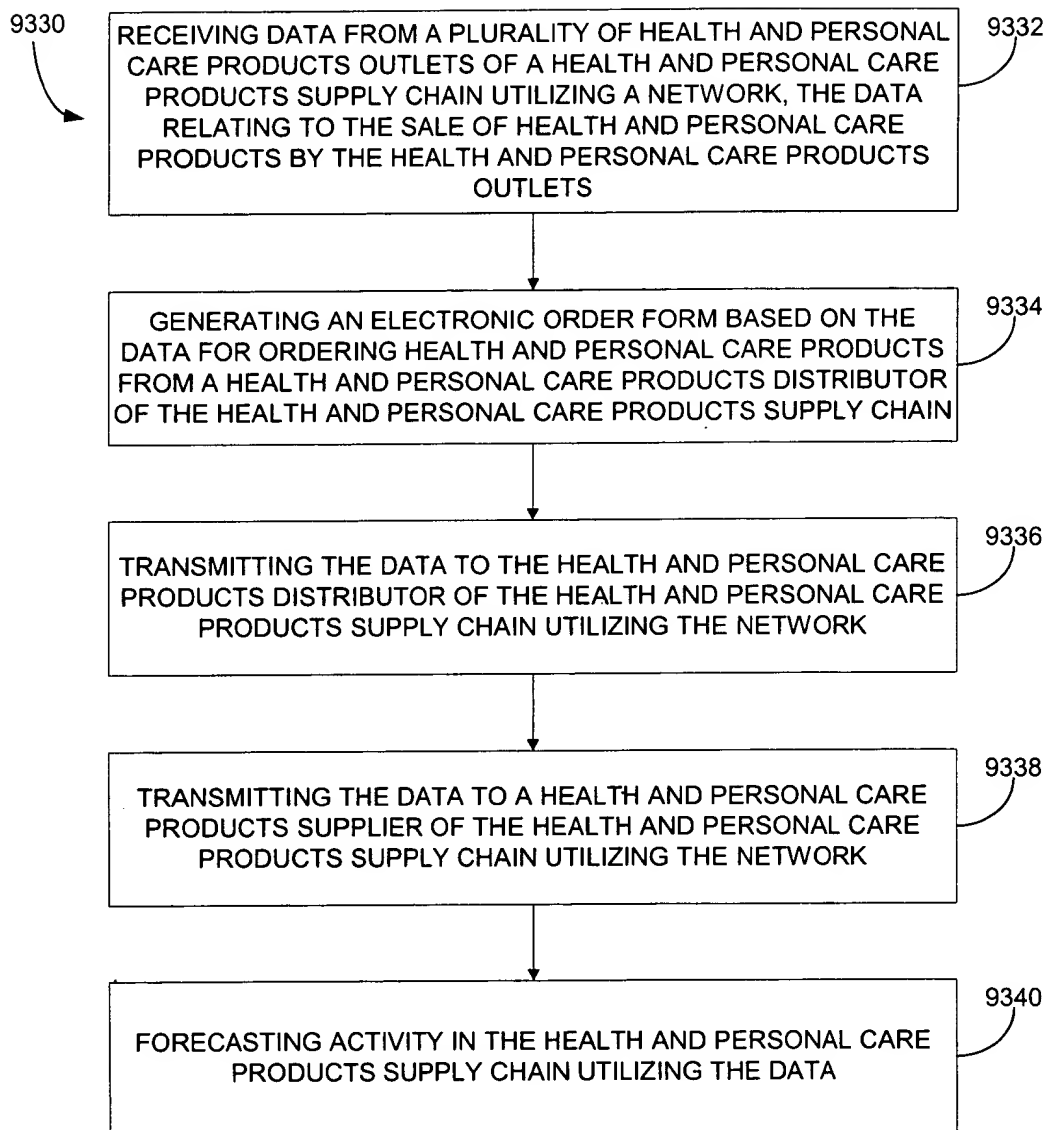 9330
RECEIVING DATA FROM A PLURALITY OF HEALTH AND PERSONAL
CARE PRODUCTS OUTLETS OF A HEALTH AND PERSONAL CARE
PRODUCTS SUPPLY CHAIN UTILIZING A NETWORK, THE DATA
RELATING TO THE SALE OF HEALTH AND PERSONAL CARE
PRODUCTS BY THE HEALTH AND PERSONAL CARE PRODUCTS
OUTLETS
9332
GENERATING AN ELECTRONIC ORDER FORM BASED ON THE
DATA FOR ORDERING HEALTH AND PERSONAL CARE PRODUCTS
FROM A HEALTH AND PERSONAL CARE PRODUCTS DISTRIBUTOR
OF THE HEALTH AND PERSONAL CARE PRODUCTS SUPPLY CHAIN
9334
TRANSMITTING THE DATA TO THE HEALTH AND PERSONAL CARE
PRODUCTS DISTRIBUTOR OF THE HEALTH AND PERSONAL CARE
PRODUCTS SUPPLY CHAIN UTILIZING THE NETWORK
9336
TRANSMITTING THE DATA TO A HEALTH AND PERSONAL CARE
PRODUCTS SUPPLIER OF THE HEALTH AND PERSONAL CARE
PRODUCTS SUPPLY CHAIN UTILIZING THE NETWORK
9338
FORECASTING ACTIVITY IN THE HEALTH AND PERSONAL CARE
PRODUCTS SUPPLY CHAIN UTILIZING THE DATA
9340